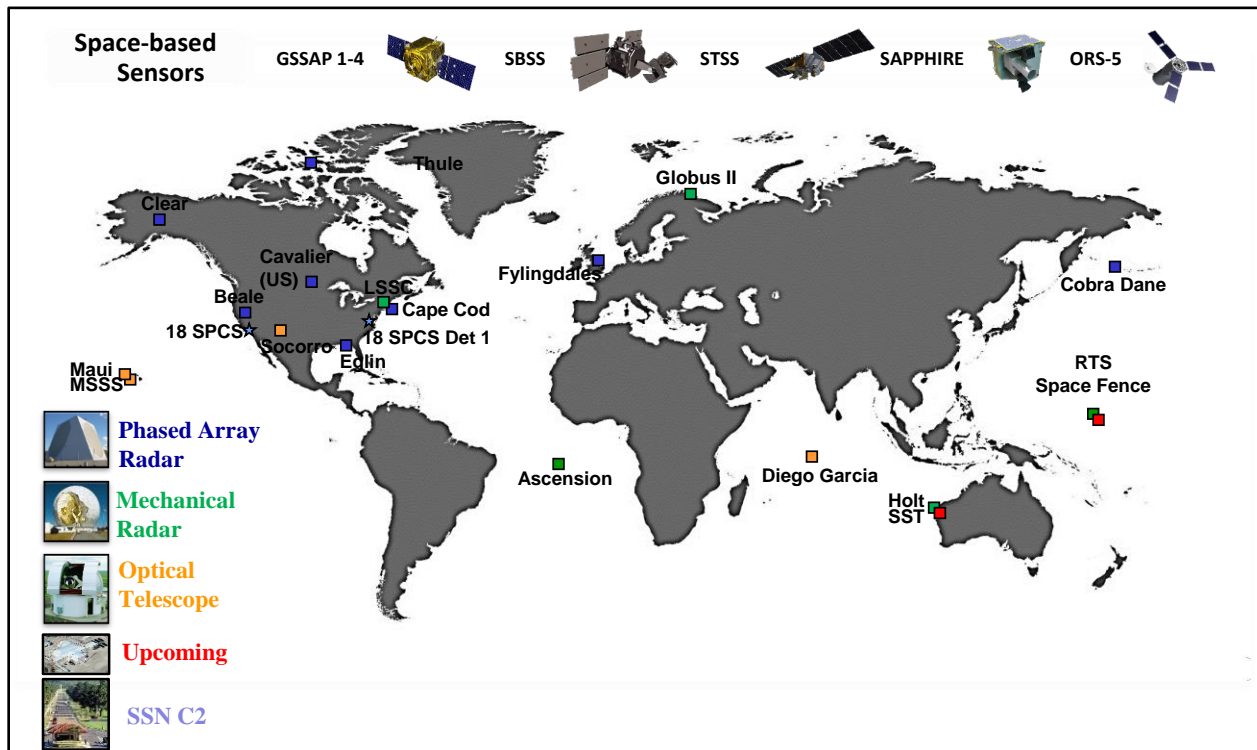 Space-based
Sensors
GSSAP 1-4
SBSS
STSS
SAPPHIRE
ORS-5
Thule
Globus II
Clear
Cavalier
(US)
Fylingdales
LSSC
Cobra Dane
Beale
Cape Cod
18 SPCS
18 SPCS Det 1
Socorro
Eglin
Maui
MSSS
RTS
Space Fence
Phased Array
Radar
Ascension
Diego Garcia
Mechanical
Radar
Holt
SST
Optical
Telescope
Upcoming
SSN C2